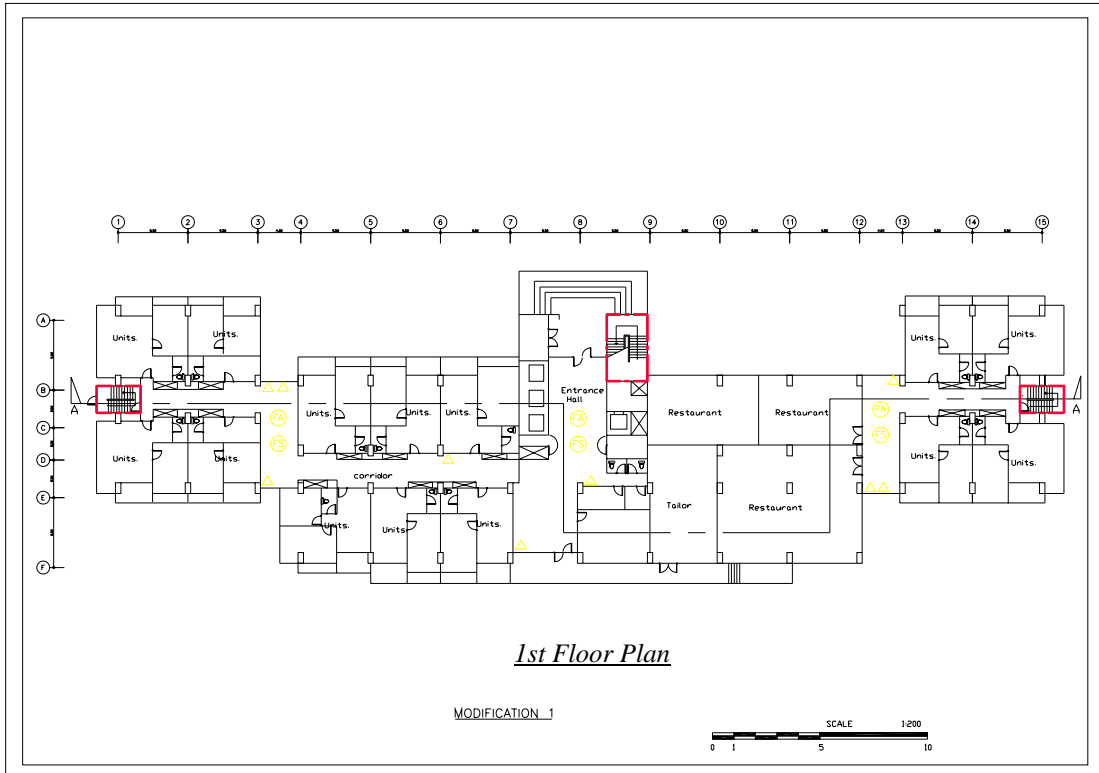 1 2 3 4 5 6 7 8 9 10 11 12 13 14 15
A
Units. Units. Units. Units.
B
Entrance
Hall
A A
Units. Units. Units. Restaurant Restaurant
FA FA FA
C
FS FS FS
D
Units. Units. Units. Units.
corridor
E
Tailor Restaurant
Units. Units. Units.
F
1st Floor Plan
MODIFICATION 1
SCALE 1:200
0 1 5 10